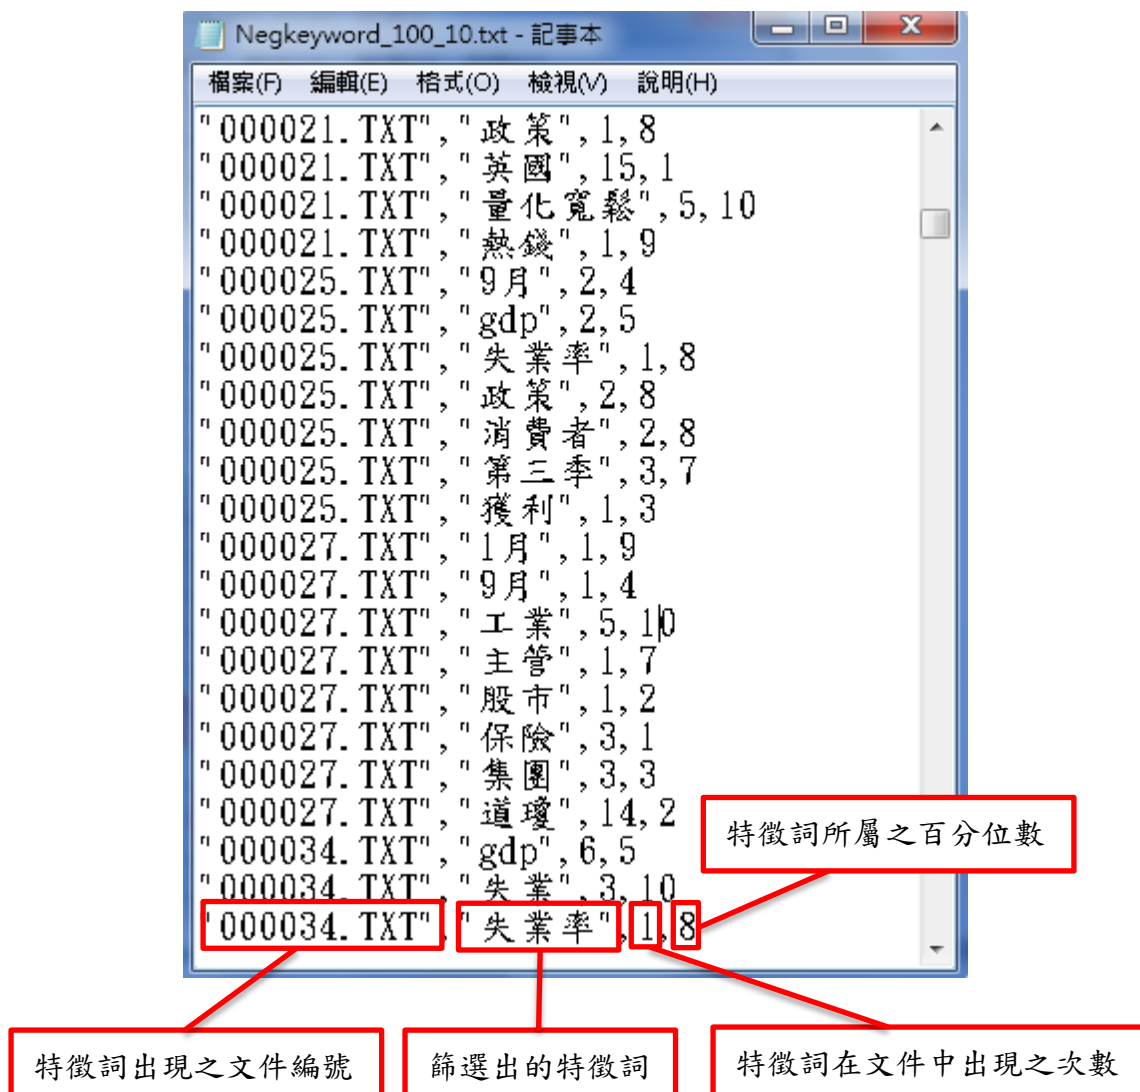 Negkeyword_100_10.txt - 記事本
檔案(F) 編輯(E) 格式(O) 檢視(V) 說明(H)
"000021.TXT","政策",1,8
"000021.TXT","英國",15,1
"000021.TXT","量化寬鬆",5,10
"000021.TXT","熱錢",1,9
"000025.TXT","9月",2,4
"000025.TXT","gdp",2,5
"000025.TXT","失業率",1,8
"000025.TXT","政策",2,8
"000025.TXT","消費者",2,8
"000025.TXT","第三季",3,7
"000025.TXT","獲利",1,3
"000027.TXT","1月",1,9
"000027.TXT","9月",1,4
"000027.TXT","工業",5,10
"000027.TXT","主管",1,7
"000027.TXT","股市",1,2
"000027.TXT","保險",3,1
"000027.TXT","集團",3,3
"000027.TXT","道瓊",14,2
"000034.TXT","gdp",6,5
"000034.TXT","失業",3,10
"000034.TXT","失業率",1,8
特徵詞所屬之百分位數
特徵詞出現之文件編號
篩選出的特徵詞
特徵詞在文件中出現之次數